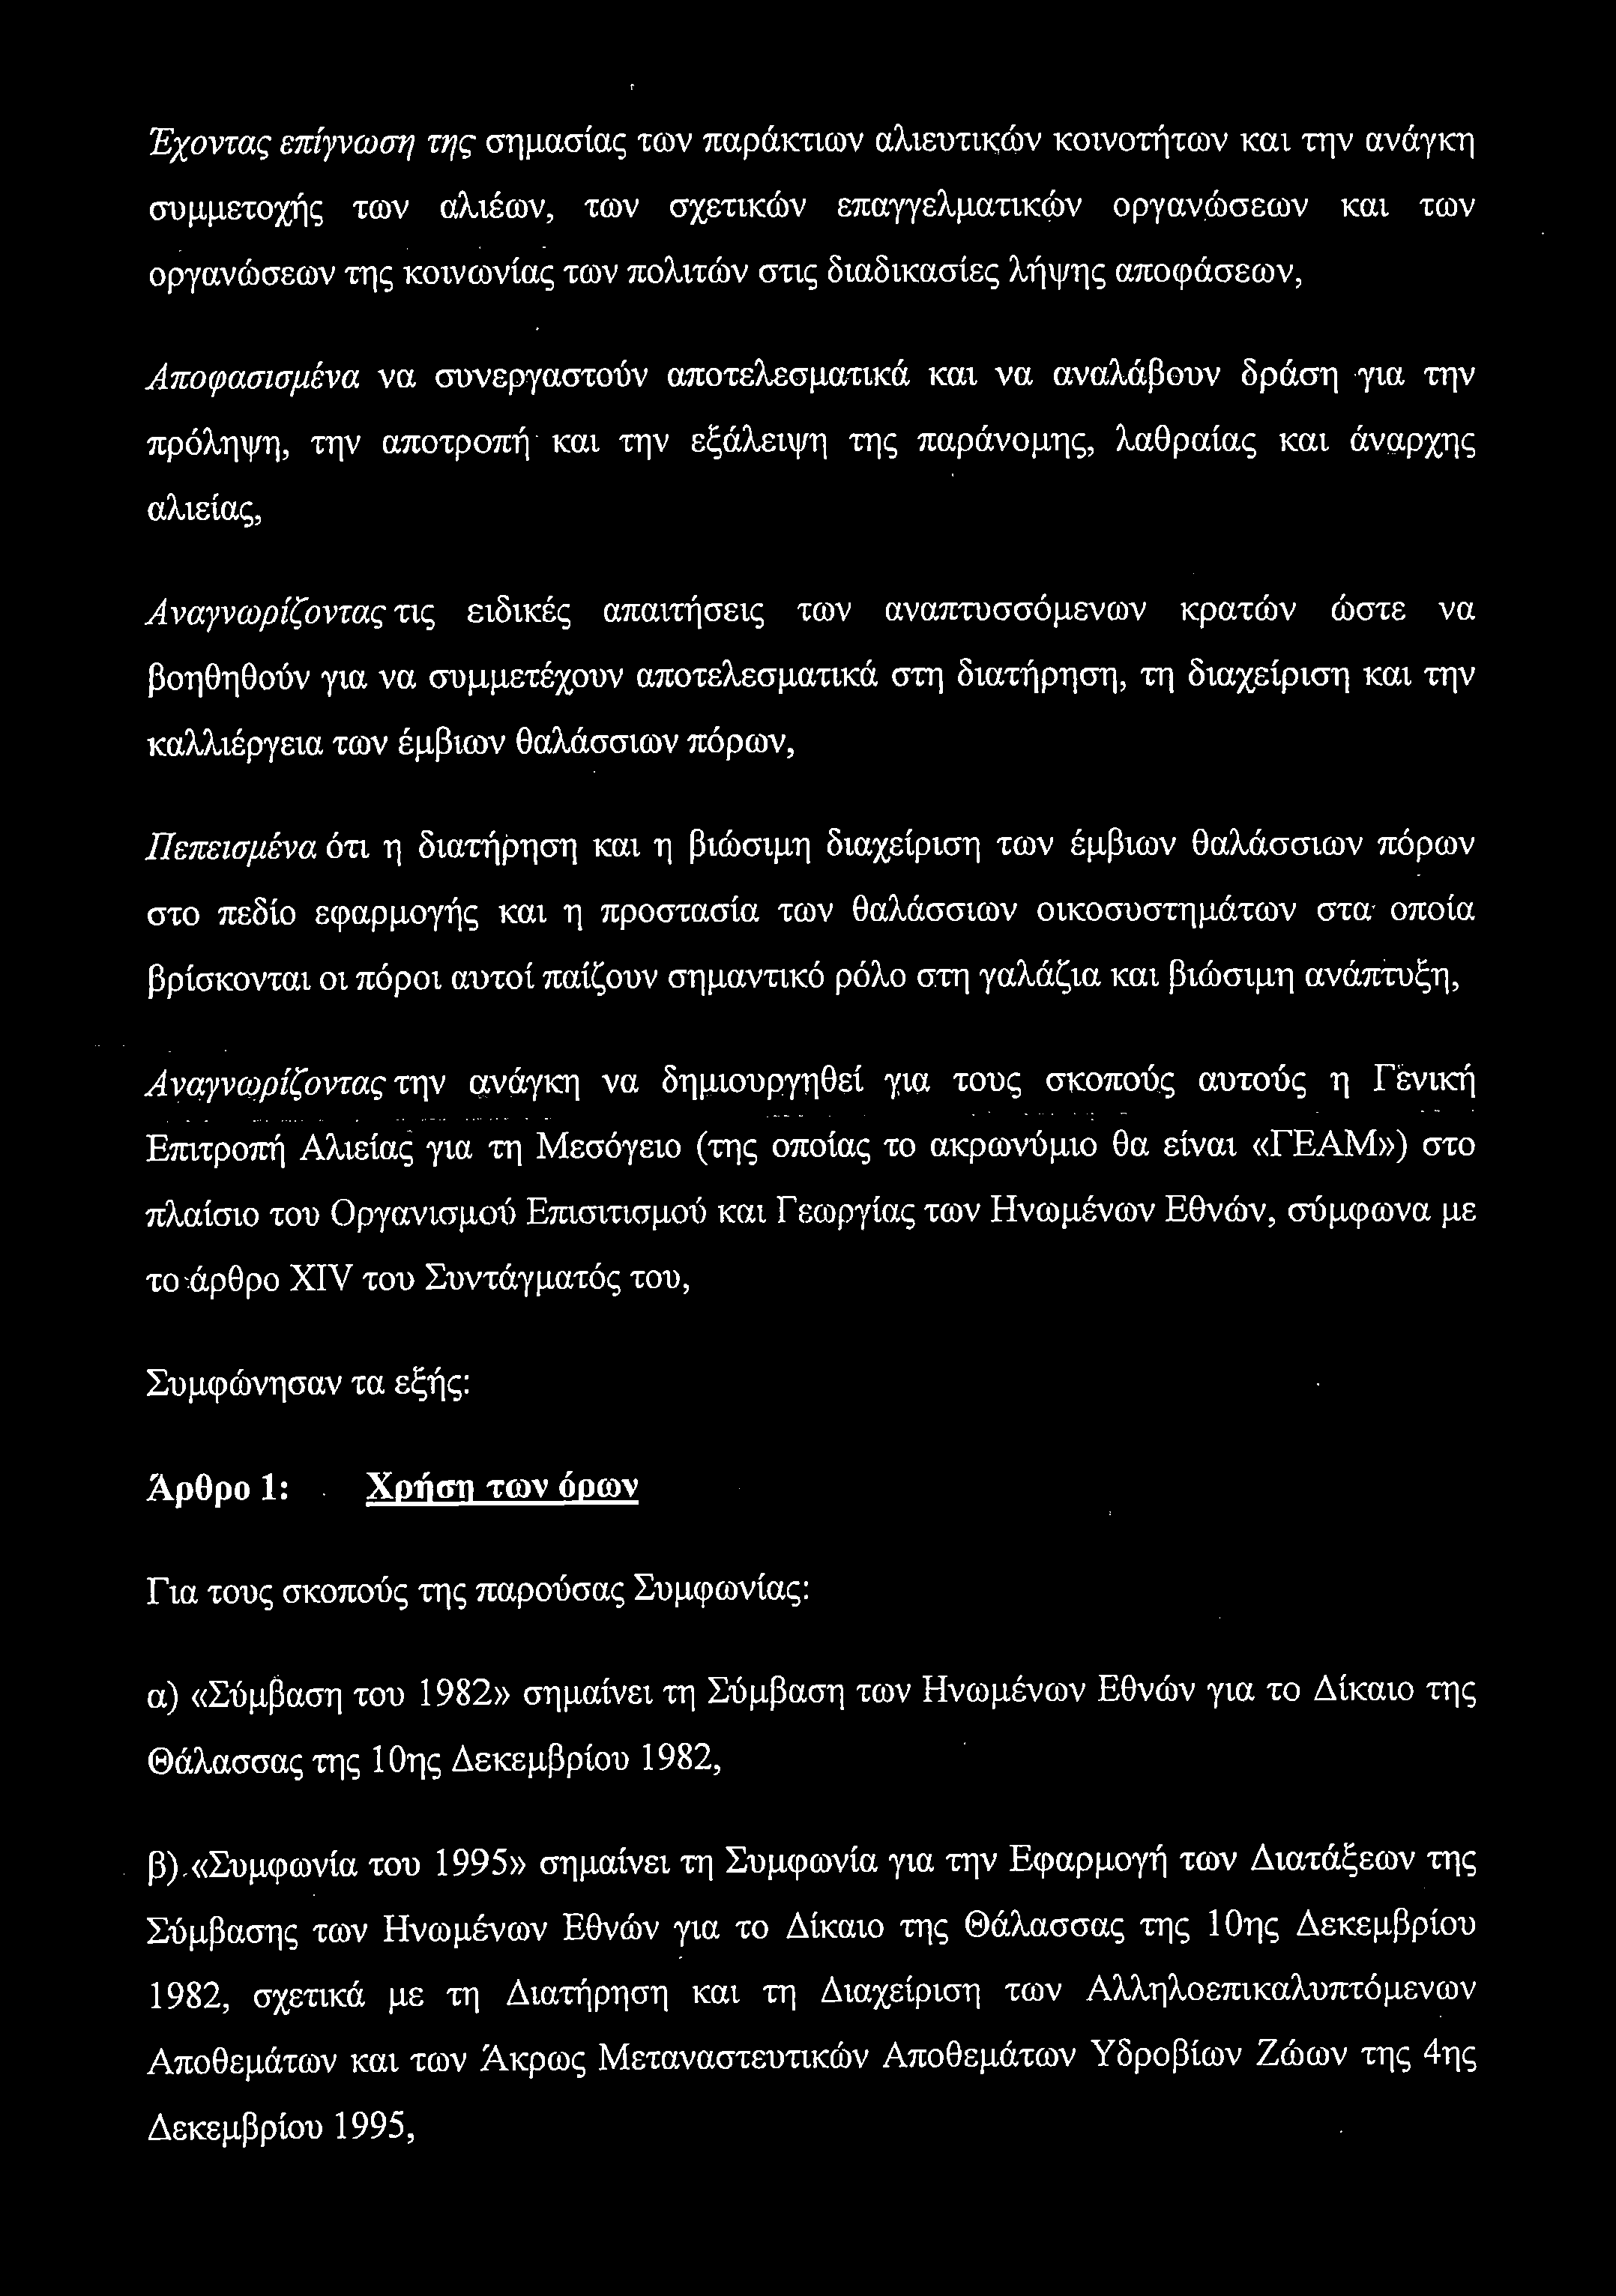 Έχοντας επίγνωση της σημασίας των παράκτιων αλιευτικών κοινοτήτων και την ανάγκη
συμμετοχής των αλιέων, των σχετικών επαγγελματικών οργανώσεων και των
οργανώσεων της κοινωνίας των πολιτών στις διαδικασίες λήψης αποφάσεων,
Αποφασισμένα να συνεργαστούν αποτελεσματικά και να αναλάβουν δράση για την
πρόληψη, την αποτροπή και την εξάλειψη της παράνομης, λαθραίας και άναρχης
αλιείας,
Αναγνωρίζοντας τις ειδικές απαιτήσεις των αναπτυσσόμενων κρατών ώστε να
βοηθηθούν για να συμμετέχουν αποτελεσματικά στη διατήρηση, τη διαχείριση και την
καλλιέργεια των έμβιων θαλάσσιων πόρων,
Πεπεισμένα ότι η διατήρηση και η βιώσιμη διαχείριση των έμβιων θαλάσσιων πόρων
στο πεδίο εφαρμογής και η προστασία των θαλάσσιων οικοσυστημάτων στα οποία
βρίσκονται οι πόροι αυτοί παίζουν σημαντικό ρόλο στη γαλάζια και βιώσιμη ανάπτυξη,
Αναγνωρίζοντας την ανάγκη να δημιουργηθεί για τους σκοπούς αυτούς η Γενική
Επιτροπή Αλιείας για τη Μεσόγειο (της οποίας το ακρωνύμιο θα είναι «ΓΕΑΜ») στο
πλαίσιο του Οργανισμού Επισιτισμού και Γεωργίας των Ηνωμένων Εθνών, σύμφωνα με
το άρθρο XIV του Συντάγματός του,
Συμφώνησαν τα εξής:
Άρθρο 1: Χρήση των όρων
Για τους σκοπούς της παρούσας Συμφωνίας:
α) «Σύμβαση του 1982» σημαίνει τη Σύμβαση των Ηνωμένων Εθνών για το Δίκαιο της
Θάλασσας της 10ης Δεκεμβρίου 1982,
β) «Συμφωνία του 1995» σημαίνει τη Συμφωνία για την Εφαρμογή των Διατάξεων της
Σύμβασης των Ηνωμένων Εθνών για το Δίκαιο της Θάλασσας της 10ης Δεκεμβρίου
1982, σχετικά με τη Διατήρηση και τη Διαχείριση των Αλληλοεπικαλυπτόμενων
Αποθεμάτων και των Άκρως Μεταναστευτικών Αποθεμάτων Υδροβίων Ζώων της 4ης
Δεκεμβρίου 1995,